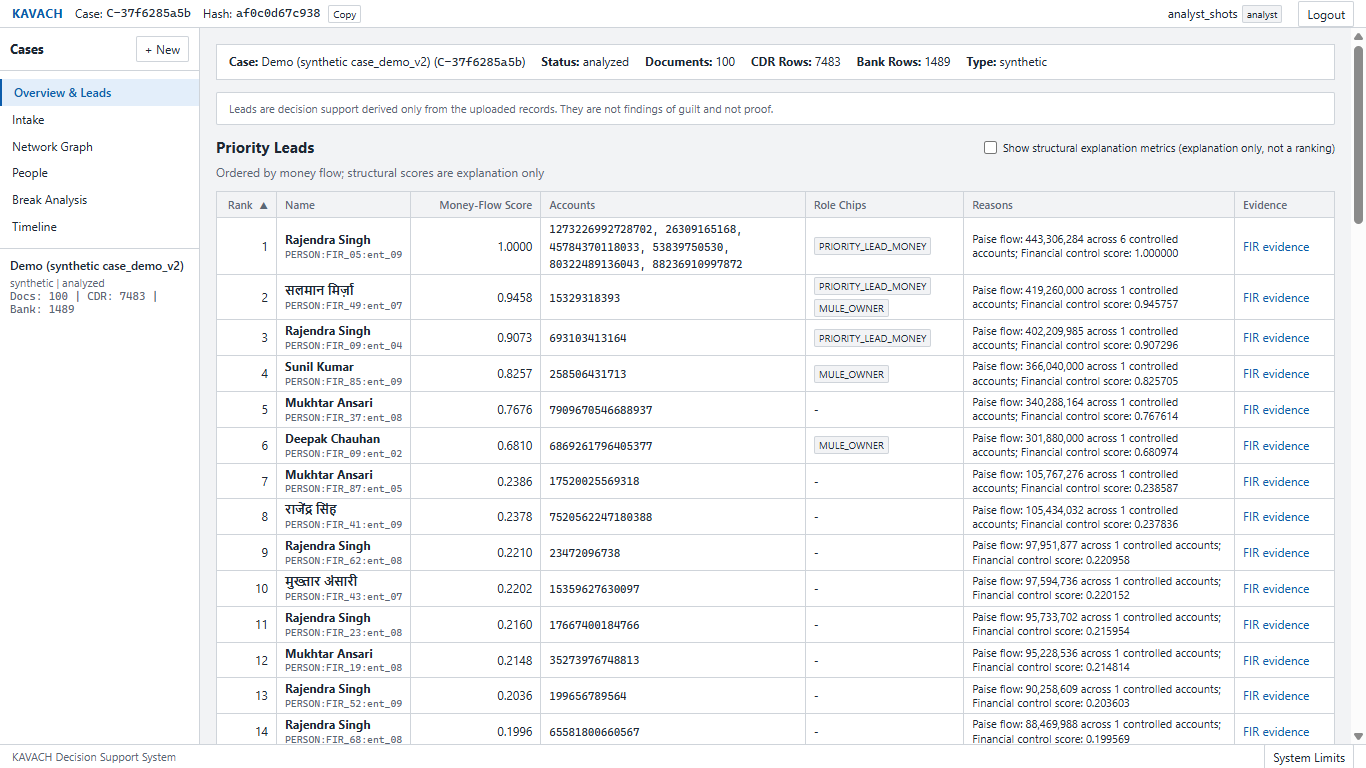 KAVACH Case: C-37f6285a5b Hash: af0c0d67c938 Copy analyst_shots analyst Logout
Cases + New
Overview & Leads
Intake
Network Graph
People
Break Analysis
Timeline
Demo (synthetic case_demo_v2)
synthetic | analyzed
Docs: 100 | CDR: 7483 |
Bank: 1489
Case: Demo (synthetic case_demo_v2) (C-37f6285a5b) Status: analyzed Documents: 100 CDR Rows: 7483 Bank Rows: 1489 Type: synthetic
Leads are decision support derived only from the uploaded records. They are not findings of guilt and not proof.
Priority Leads
Show structural explanation metrics (explanation only, not a ranking)
Ordered by money flow; structural scores are explanation only
Rank ▲ Name Money-Flow Score Accounts Role Chips Reasons Evidence
1 Rajendra Singh PERSON:FIR_05:ent_09 1.0000 1273226992728702, 26309165168, 45784370118033, 53839750530, 80322489136043, 88236910997872 PRIORITY_LEAD_MONEY Paise flow: 443,306,284 across 6 controlled accounts; Financial control score: 1.000000 FIR evidence
2 सलमान मिर्ज़ा PERSON:FIR_49:ent_07 0.9458 15329318393 PRIORITY_LEAD_MONEY MULE_OWNER Paise flow: 419,260,000 across 1 controlled accounts; Financial control score: 0.945757 FIR evidence
3 Rajendra Singh PERSON:FIR_09:ent_04 0.9073 693103413164 PRIORITY_LEAD_MONEY Paise flow: 402,209,985 across 1 controlled accounts; Financial control score: 0.907296 FIR evidence
4 Sunil Kumar PERSON:FIR_85:ent_09 0.8257 258506431713 MULE_OWNER Paise flow: 366,040,000 across 1 controlled accounts; Financial control score: 0.825705 FIR evidence
5 Mukhtar Ansari PERSON:FIR_37:ent_08 0.7676 7909670546688937 - Paise flow: 340,288,164 across 1 controlled accounts; Financial control score: 0.767614 FIR evidence
6 Deepak Chauhan PERSON:FIR_09:ent_02 0.6810 6869261796405377 MULE_OWNER Paise flow: 301,880,000 across 1 controlled accounts; Financial control score: 0.680974 FIR evidence
7 Mukhtar Ansari PERSON:FIR_87:ent_05 0.2386 17520025569318 - Paise flow: 105,767,276 across 1 controlled accounts; Financial control score: 0.238587 FIR evidence
8 राजेंद्र सिंह PERSON:FIR_41:ent_09 0.2378 7520562247180388 - Paise flow: 105,434,032 across 1 controlled accounts; Financial control score: 0.237836 FIR evidence
9 Rajendra Singh PERSON:FIR_62:ent_08 0.2210 23472096738 - Paise flow: 97,951,877 across 1 controlled accounts; Financial control score: 0.220958 FIR evidence
10 मुख्तार अंसारी PERSON:FIR_43:ent_07 0.2202 15359627630097 - Paise flow: 97,594,736 across 1 controlled accounts; Financial control score: 0.220152 FIR evidence
11 Rajendra Singh PERSON:FIR_23:ent_08 0.2160 17667400184766 - Paise flow: 95,733,702 across 1 controlled accounts; Financial control score: 0.215954 FIR evidence
12 Mukhtar Ansari PERSON:FIR_19:ent_08 0.2148 35273976748813 - Paise flow: 95,228,536 across 1 controlled accounts; Financial control score: 0.214814 FIR evidence
13 Rajendra Singh PERSON:FIR_52:ent_09 0.2036 199656789564 - Paise flow: 90,258,609 across 1 controlled accounts; Financial control score: 0.203603 FIR evidence
14 Rajendra Singh PERSON:FIR_68:ent_08 0.1996 65581800660567 - Paise flow: 88,469,988 across 1 controlled accounts; Financial control score: 0.199569 FIR evidence
KAVACH Decision Support System System Limits